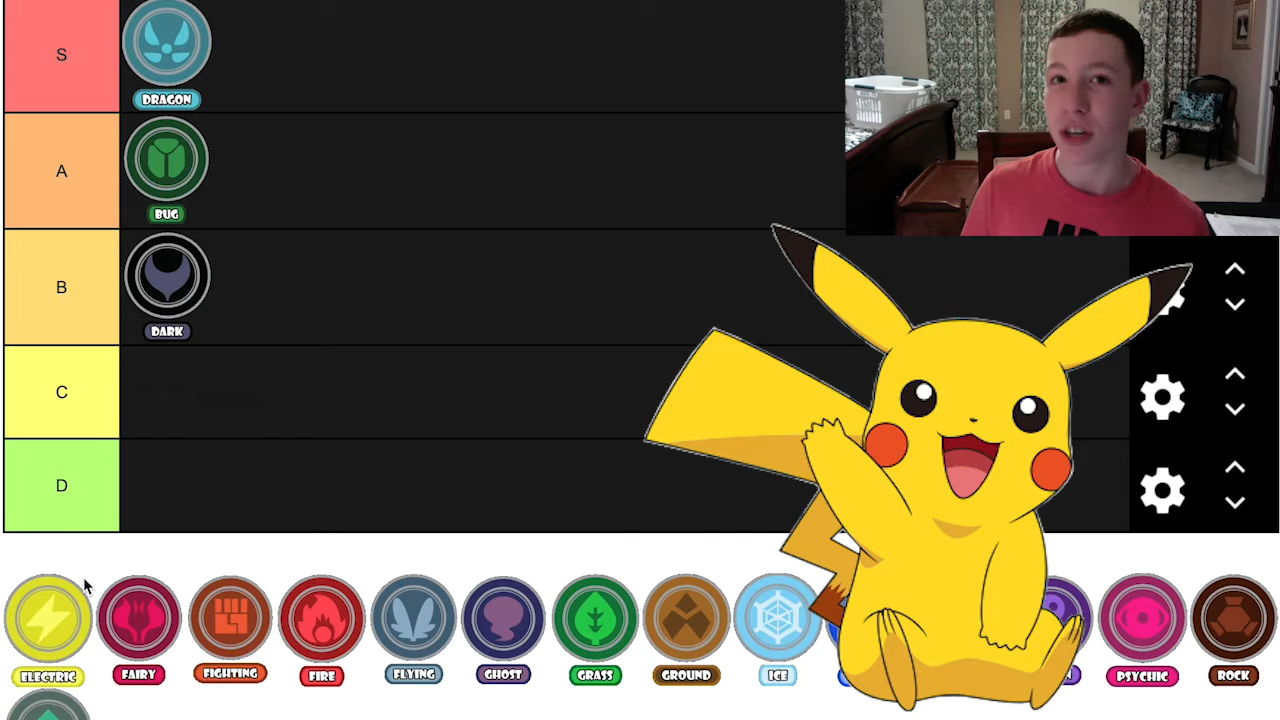 S
DRAGON
A
BUG
B
DARK
C
D
ELECTRIC
FAIRY
FIGHTING
FIRE
FLYING
GHOST
GRASS
GROUND
ICE
PSYCHIC
ROCK